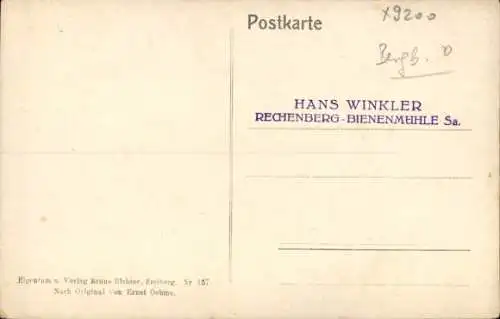 Postkarte
x9200
Bergb. D
HANS WINKLER
RECHENBERG-BIENENMÜHLE Sa.
Eigentum u. Verlag Bruno Richter, Freiberg. Nr 157
Nach Original von Ernst Oehme.